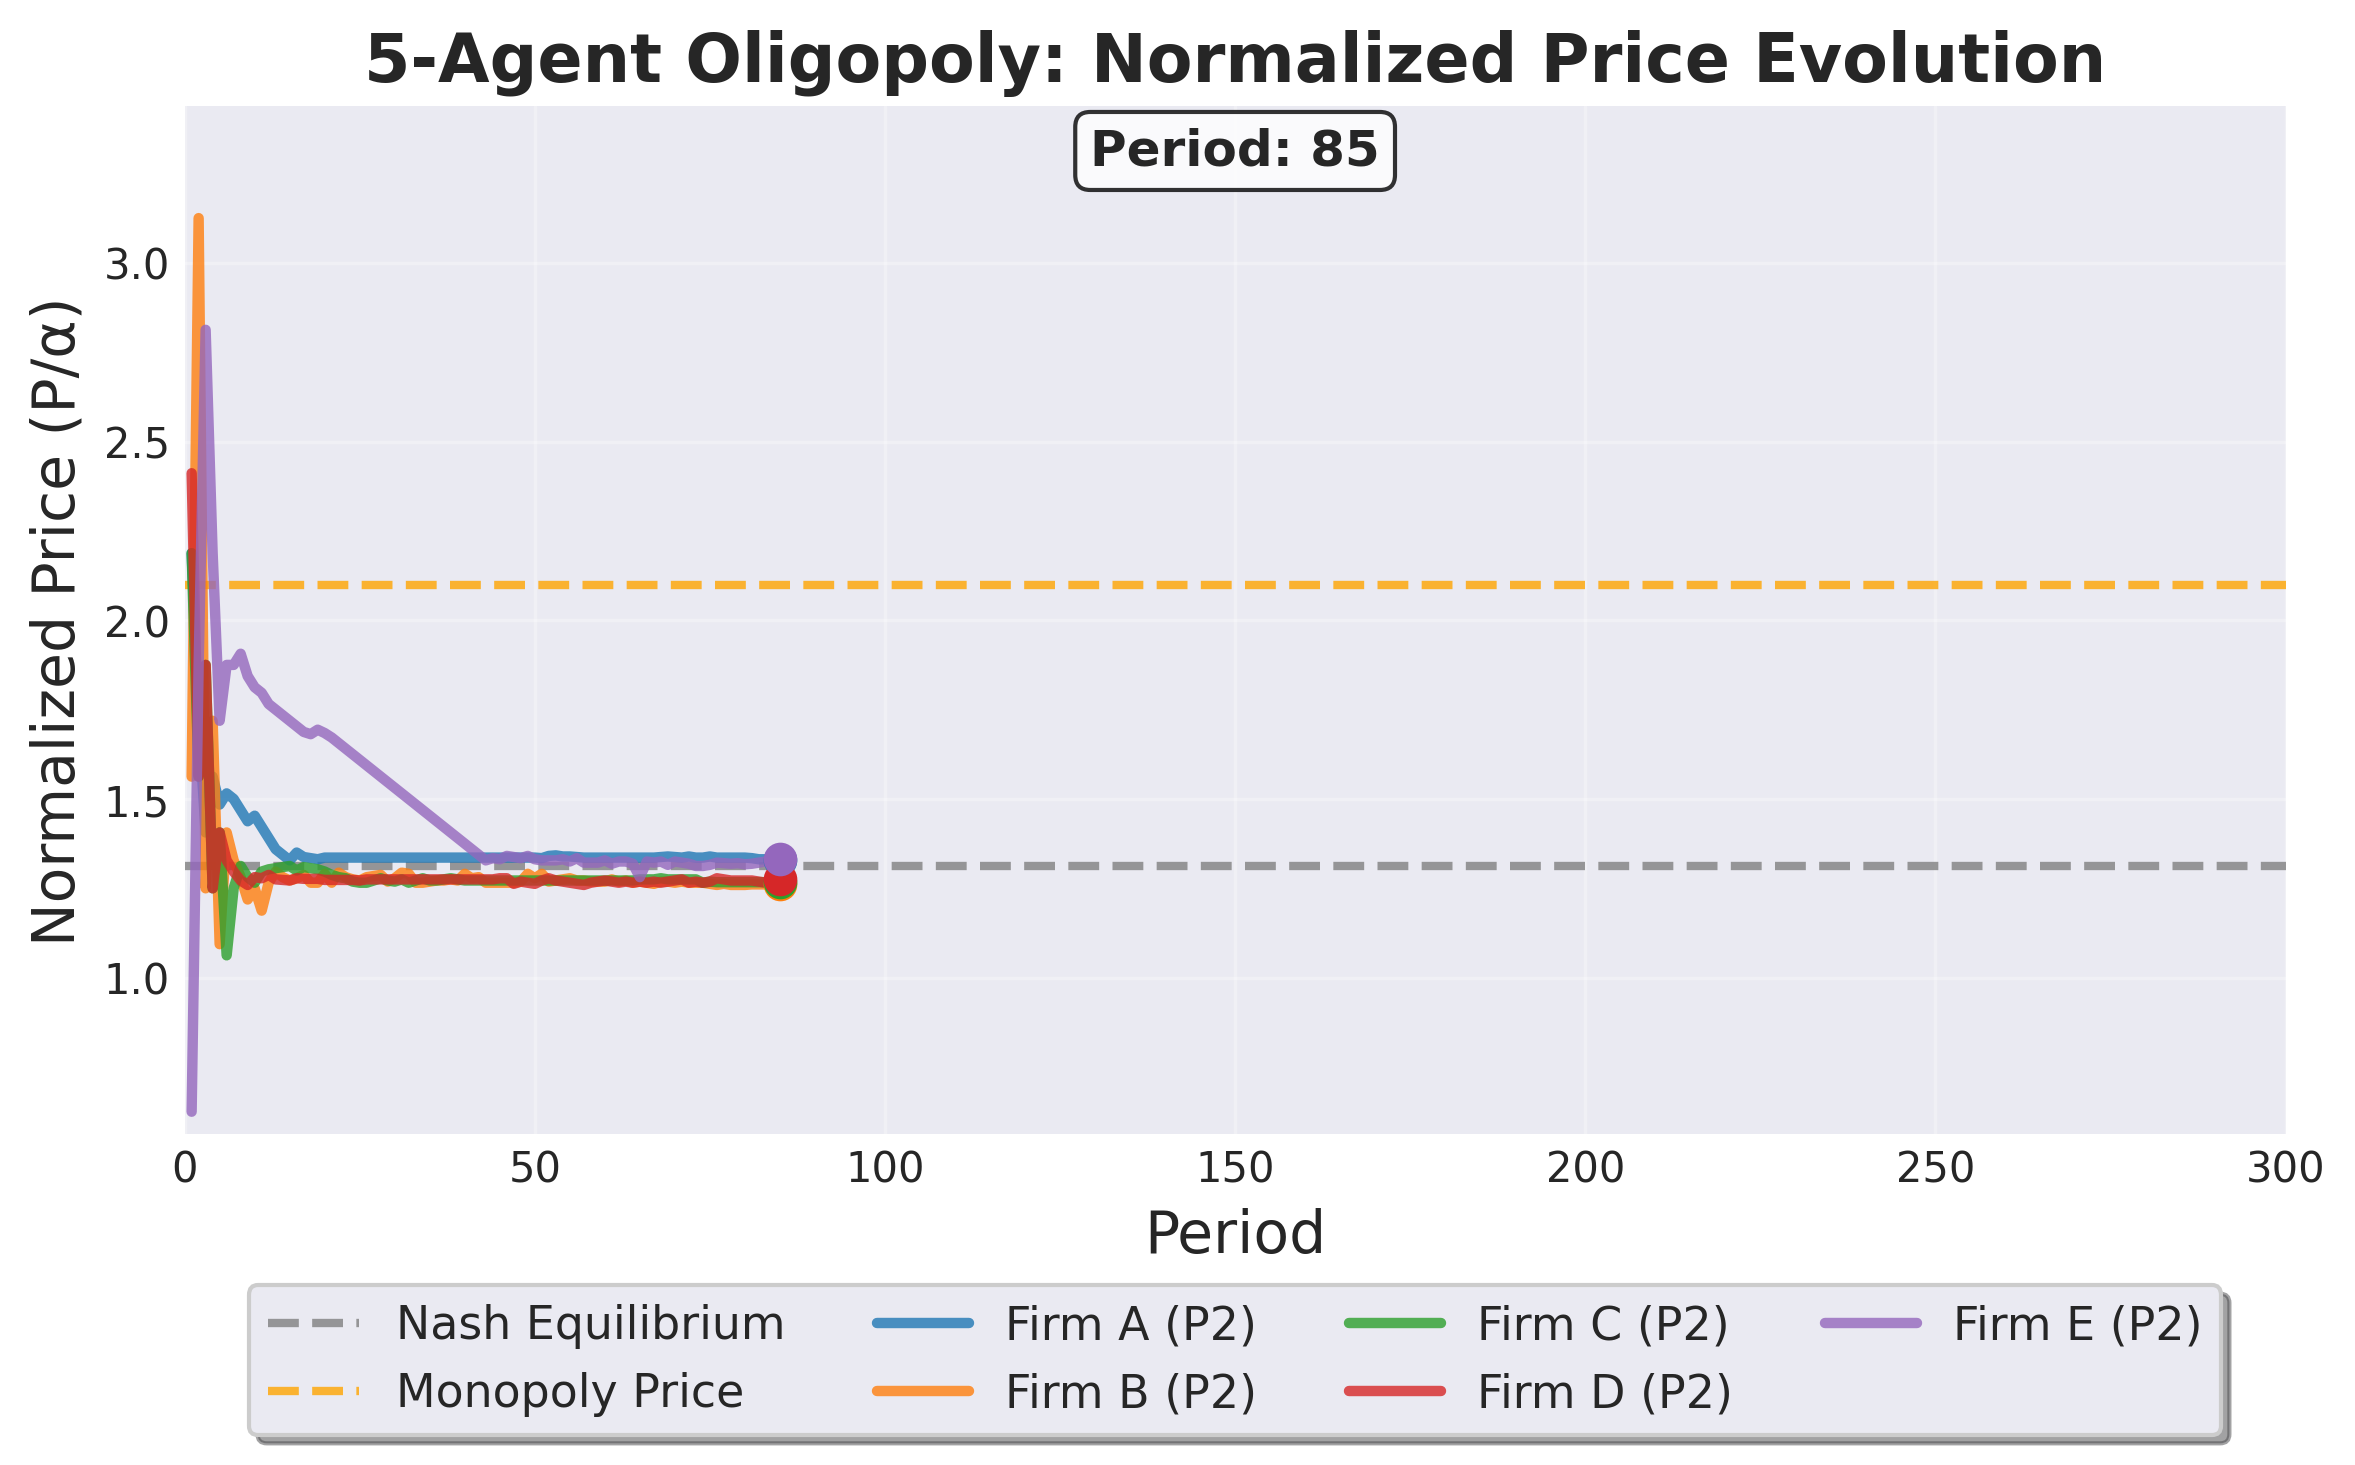 5-Agent Oligopoly: Normalized Price Evolution
Period: 85
Normalized Price (P/α)
3.0
2.5
2.0
1.5
1.0
0 50 100 150 200 250 300
Period
Nash Equilibrium Firm A (P2) Firm C (P2) Firm E (P2)
Monopoly Price Firm B (P2) Firm D (P2)